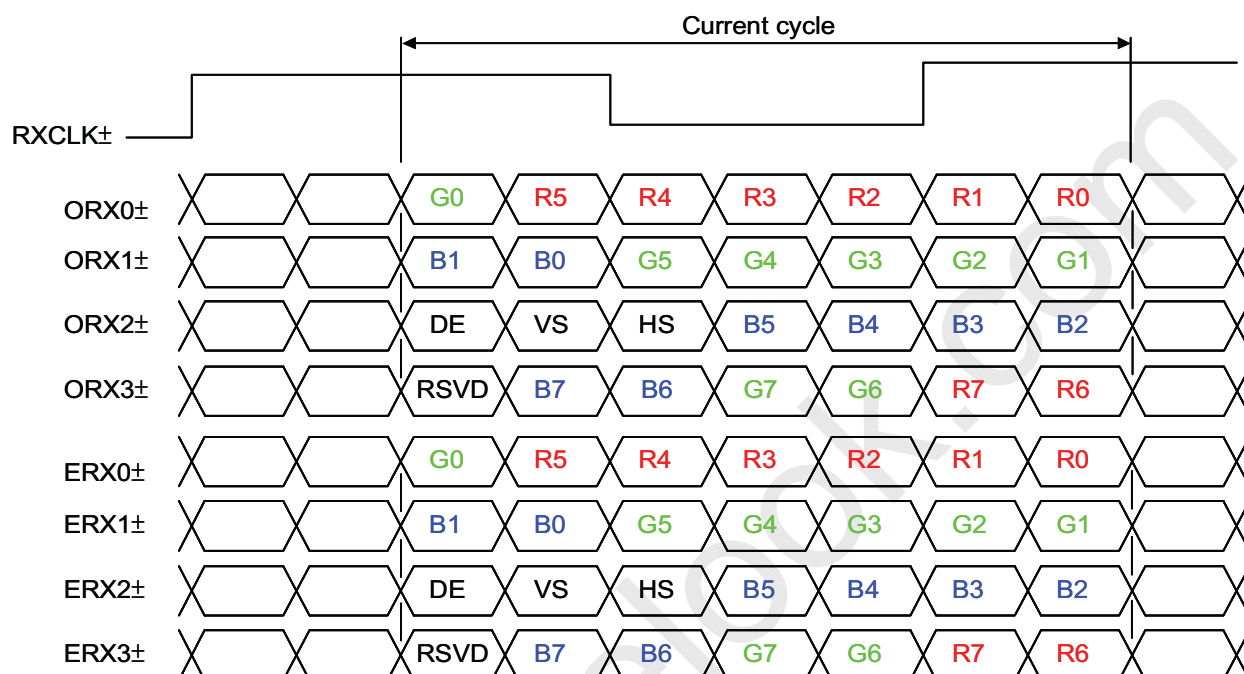 Current cycle
RXCLK±
ORX0± G0 R5 R4 R3 R2 R1 R0
ORX1± B1 B0 G5 G4 G3 G2 G1
ORX2± DE VS HS B5 B4 B3 B2
ORX3± RSVD B7 B6 G7 G6 R7 R6
ERX0± G0 R5 R4 R3 R2 R1 R0
ERX1± B1 B0 G5 G4 G3 G2 G1
ERX2± DE VS HS B5 B4 B3 B2
ERX3± RSVD B7 B6 G7 G6 R7 R6
elook.com